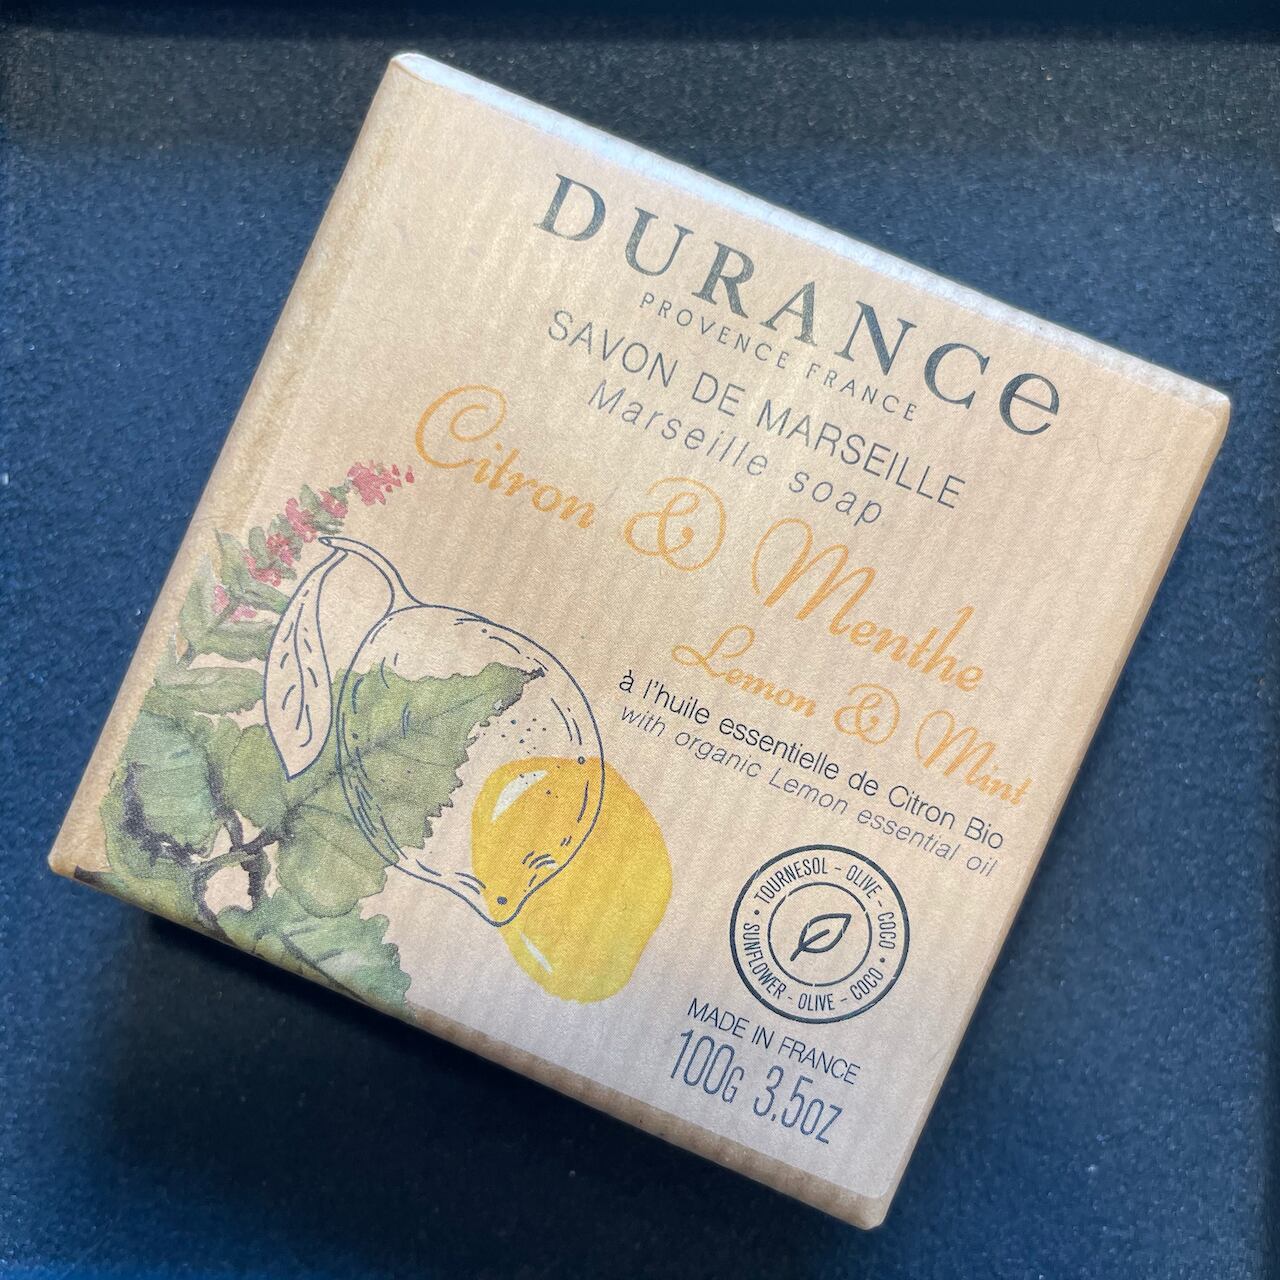 DURANCe
PROVENCE FRANCE
SAVON DE MARSEILLE
Marseille soap
Citron & Menthe
Lemon & Mint
à l'huile essentielle de Citron Bio
with organic Lemon essential oil
• TOURNESOL - OLIVE - COCO • SUNFLOWER - OLIVE - COCO
MADE IN FRANCE
100G 3.5OZ